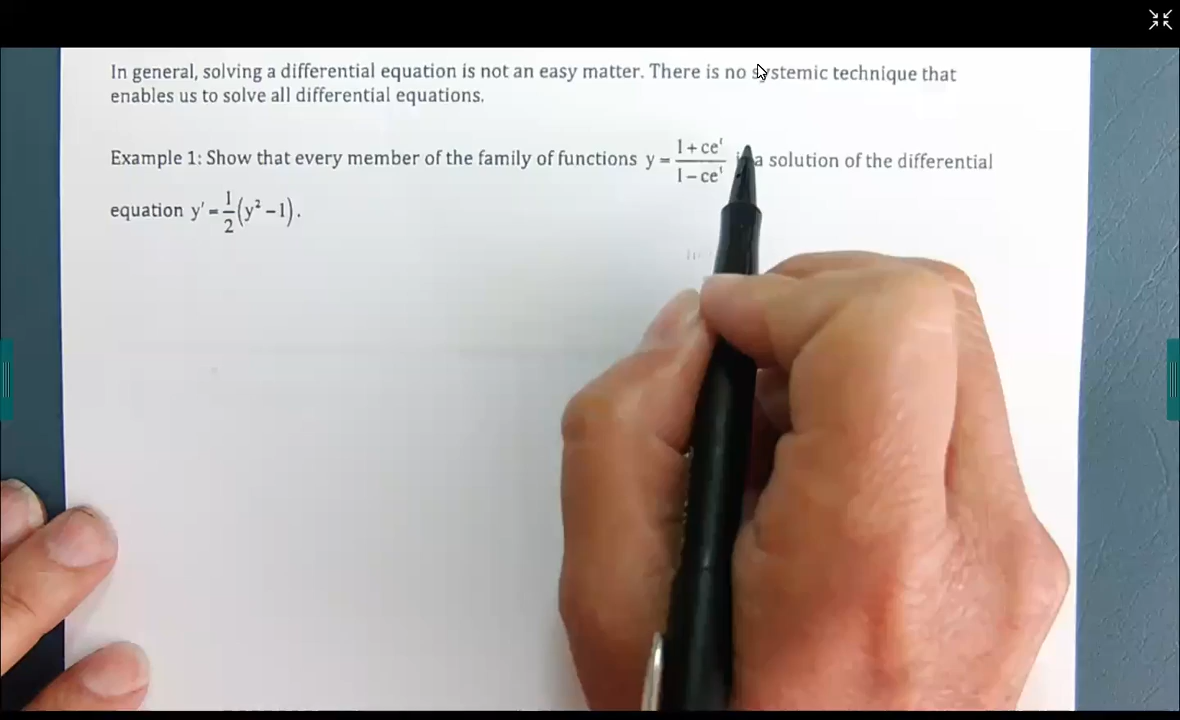 In general, solving a differential equation is not an easy matter. There is no systemic technique that
enables us to solve all differential equations.
Example 1: Show that every member of the family of functions y = (1 + ce^t)/(1 − ce^t) a solution of the differential
equation y' = 1/2 (y² − 1).